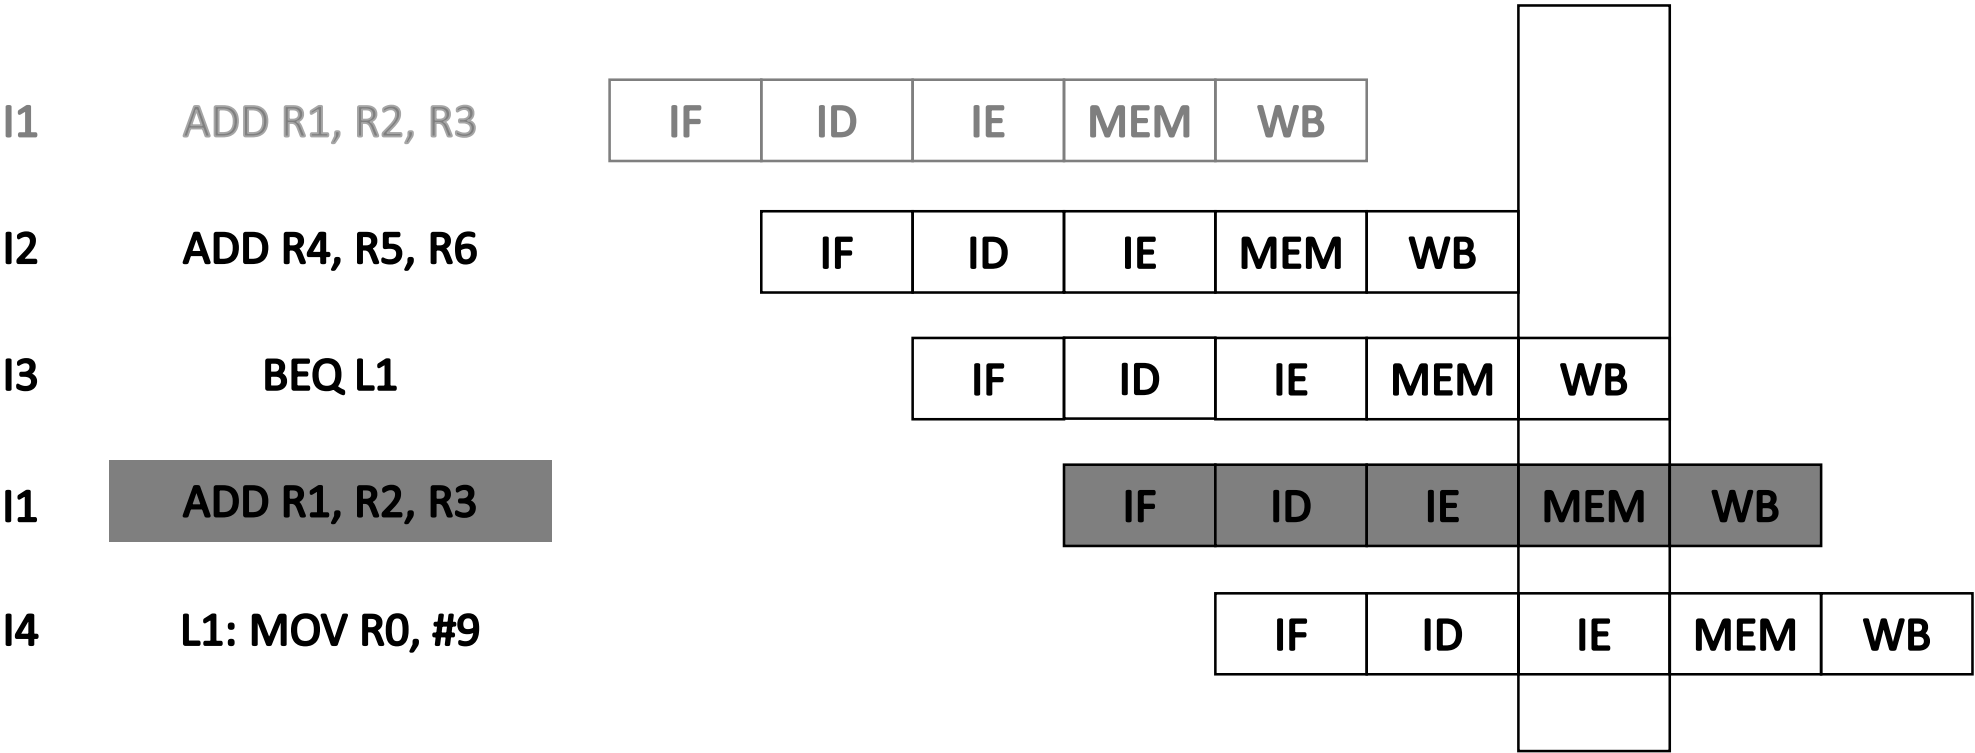 I1 ADD R1, R2, R3 IF ID IE MEM WB
I2 ADD R4, R5, R6 IF ID IE MEM WB
I3 BEQ L1 IF ID IE MEM WB
I1 ADD R1, R2, R3 IF ID IE MEM WB
I4 L1: MOV R0, #9 IF ID IE MEM WB